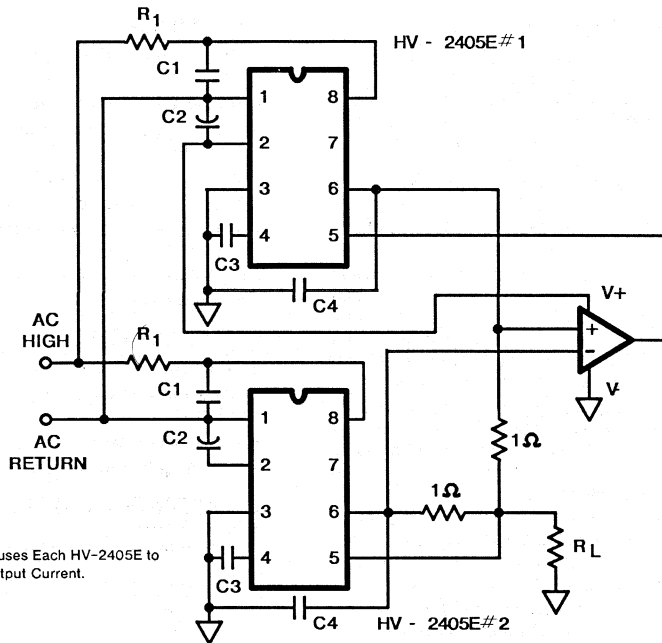 R1
HV - 2405E#1
C1
1
8
C2
2
7
3
6
4
5
C3
C4
V+
AC
HIGH
R1
+
-
C1
V-
AC
RETURN
1
8
C2
1Ω
2
7
1Ω
3
6
uses Each HV-2405E to
4
5
RL
tput Current.
C3
C4
HV - 2405E#2